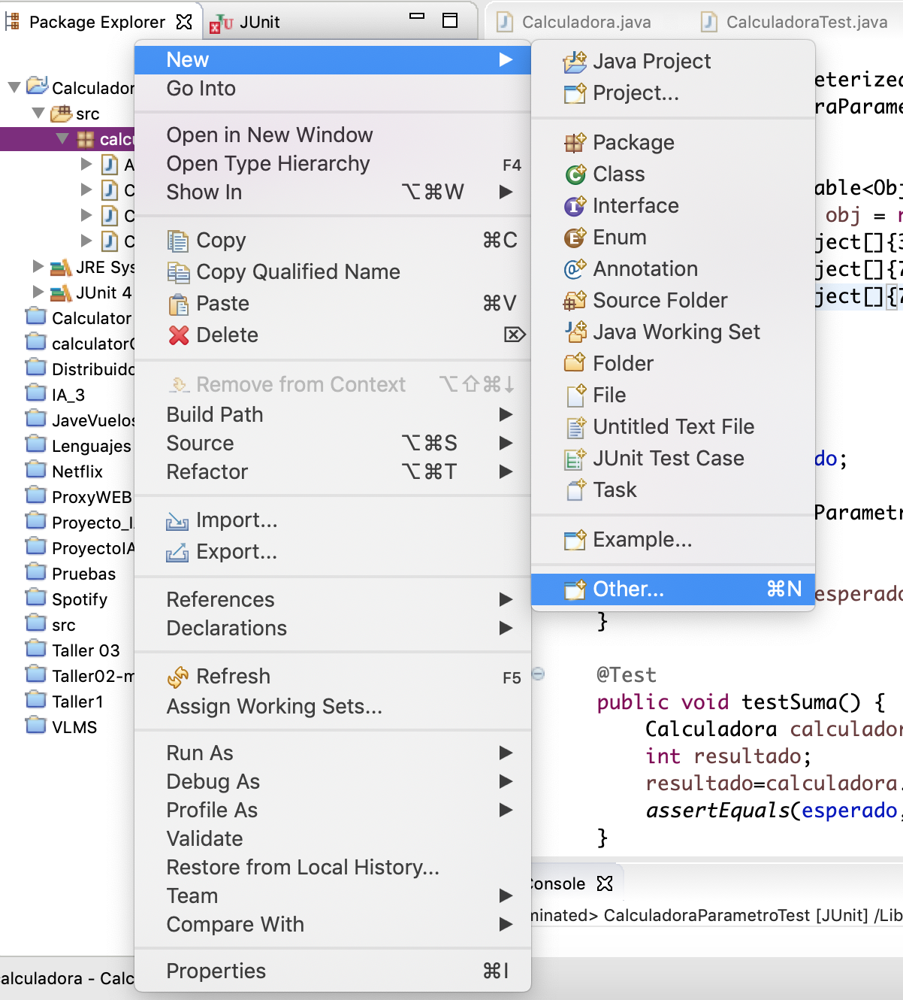 Package Explorer
JUnit
Calculadora.java
CalculadoraTest.java
New
Go Into
Open in New Window
Open Type Hierarchy F4
Show In ⌥⌘W
Copy ⌘C
Copy Qualified Name
Paste ⌘V
Delete ⌦
Remove from Context ⌥⇧⌘↓
Build Path
Source ⌥⌘S
Refactor ⌥⌘T
Import...
Export...
References
Declarations
Refresh F5
Assign Working Sets...
Run As
Debug As
Profile As
Validate
Restore from Local History...
Team
Compare With
Properties ⌘I
Java Project
Project...
Package
Class
Interface
Enum
Annotation
Source Folder
Java Working Set
Folder
File
Untitled Text File
JUnit Test Case
Task
Example...
Other... ⌘N
Calculador
src
calcu
A
C
C
C
JRE Sys
JUnit 4
Calculator
calculatorC
Distribuido
IA_3
JaveVuelos
Lenguajes
Netflix
ProxyWEB
Proyecto_I
ProyectoIA
Pruebas
Spotify
src
Taller 03
Taller02-m
Taller1
VLMS
eterized
raParame
able<Obj
obj = r
ject[]{3
ject[]{7
ject[]{7
do;
Parametr
esperado
}
@Test
public void testSuma() {
Calculadora calculador
int resultado;
resultado=calculadora.
assertEquals(esperado,
}
Console
minated> CalculadoraParametroTest [JUnit] /Lib
alculadora - Calc